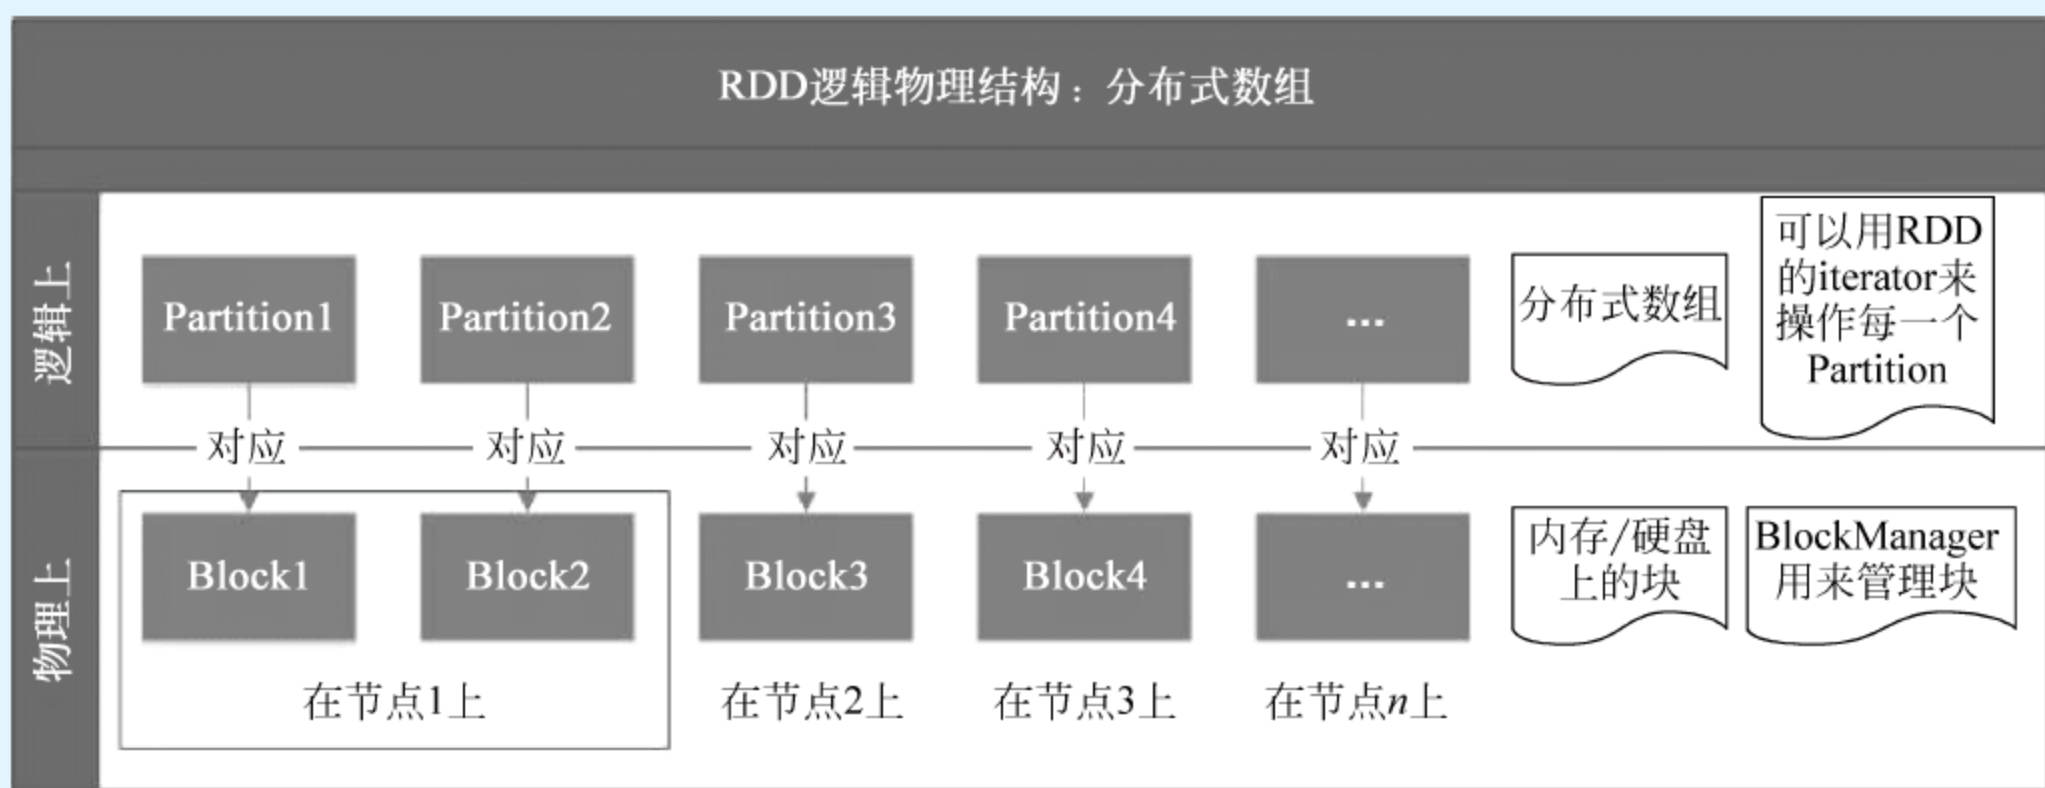 RDD逻辑物理结构：分布式数组
逻辑上
Partition1
Partition2
Partition3
Partition4
...
分布式数组
可以用RDD
的iterator来
操作每一个
Partition
对应
对应
对应
对应
对应
物理上
Block1
Block2
Block3
Block4
...
内存/硬盘
上的块
BlockManager
用来管理块
在节点1上
在节点2上
在节点3上
在节点n上